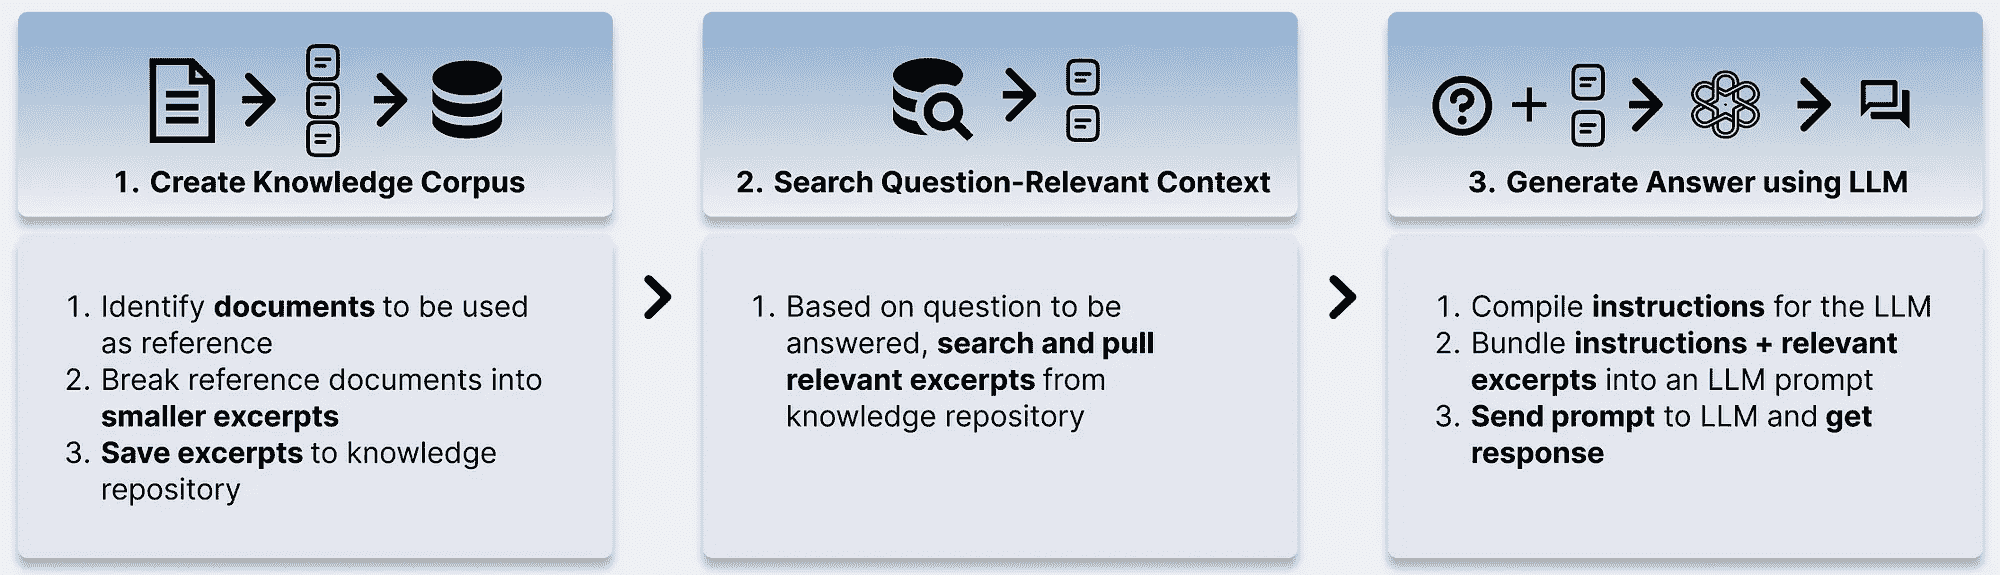 1. Create Knowledge Corpus
1. Identify documents to be used
as reference
2. Break reference documents into
smaller excerpts
3. Save excerpts to knowledge
repository
2. Search Question-Relevant Context
1. Based on question to be
answered, search and pull
relevant excerpts from
knowledge repository
3. Generate Answer using LLM
1. Compile instructions for the LLM
2. Bundle instructions + relevant
excerpts into an LLM prompt
3. Send prompt to LLM and get
response